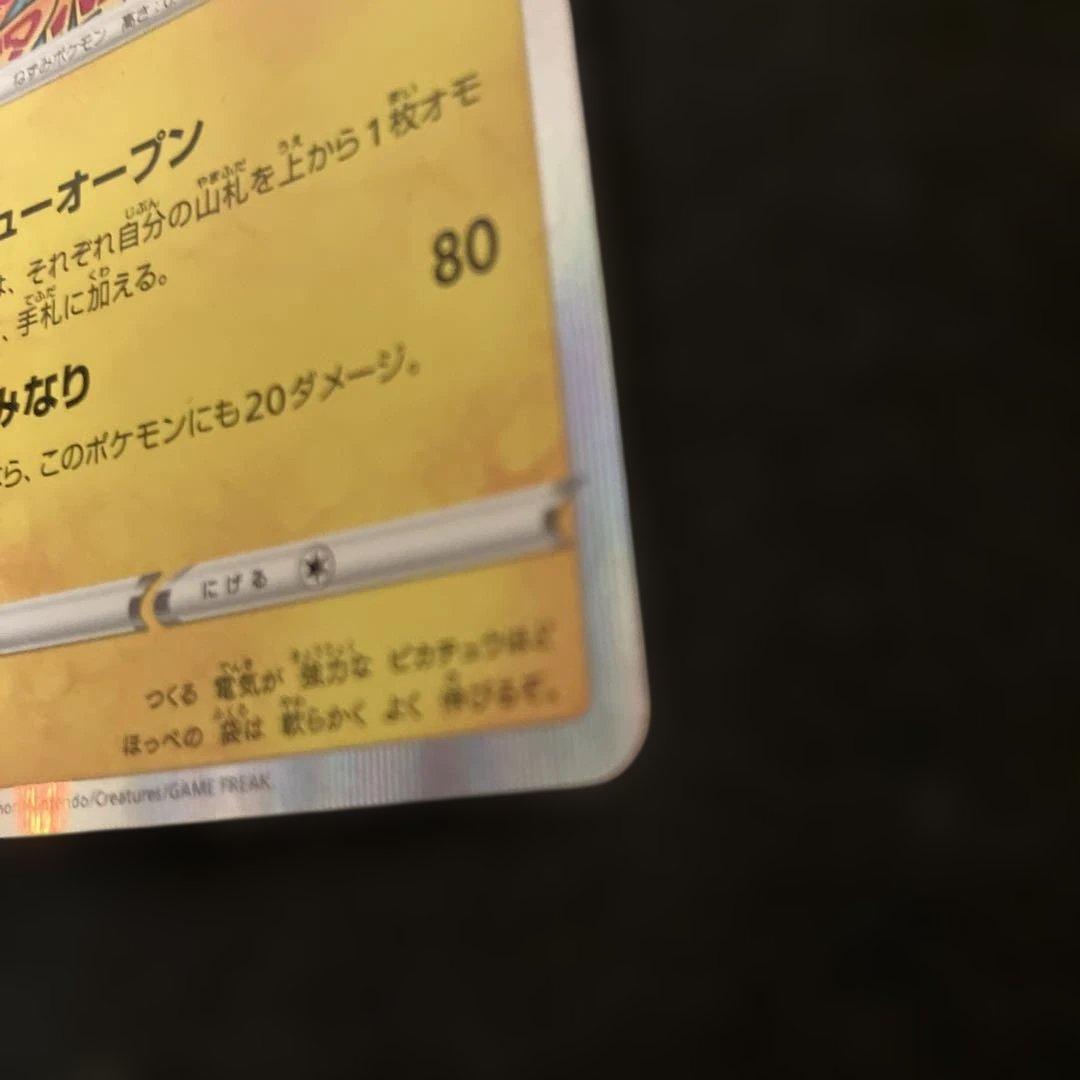 ねずみポケモン 高さ:0.
ューオープン
は、それぞれ自分の山札を上から1枚オモ
、手札に加える。
80
みなり
ら、このポケモンにも20ダメージ。
にげる
つくる 電気が 強力な ピカチュウほど
ほっぺの 袋は 軟らかく よく 伸びるぞ。
Nintendo/Creatures/GAME FREAK.